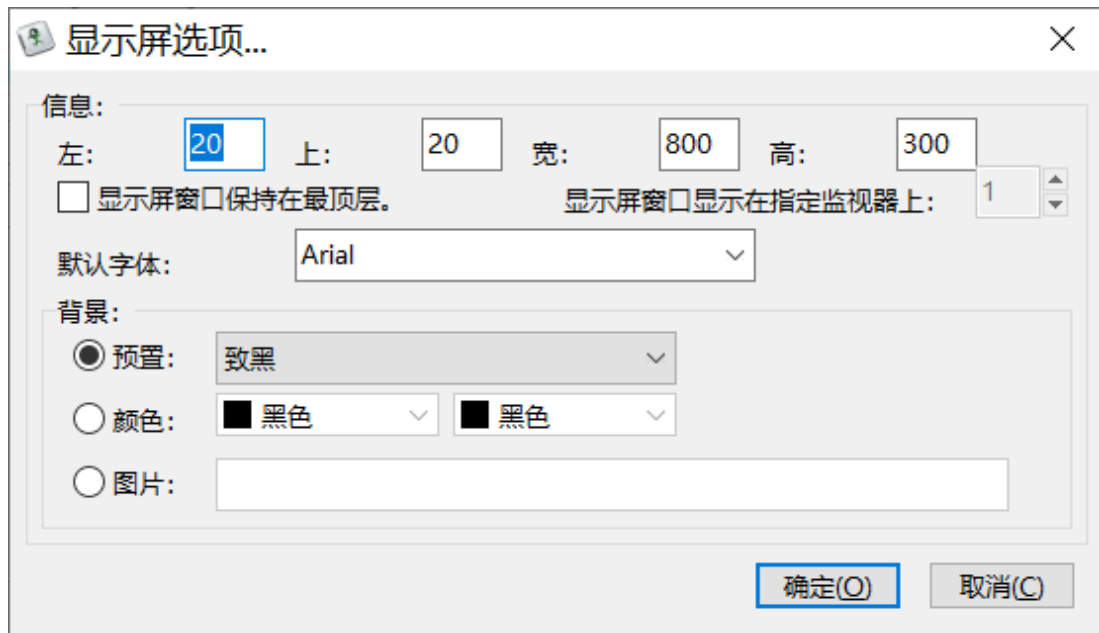 显示屏选项...
信息：
左： 20 上： 20 宽： 800 高： 300
显示屏窗口保持在最顶层。 显示屏窗口显示在指定监视器上： 1
默认字体： Arial
背景：
预置： 致黑
颜色： 黑色 黑色
图片：
确定(O) 取消(C)